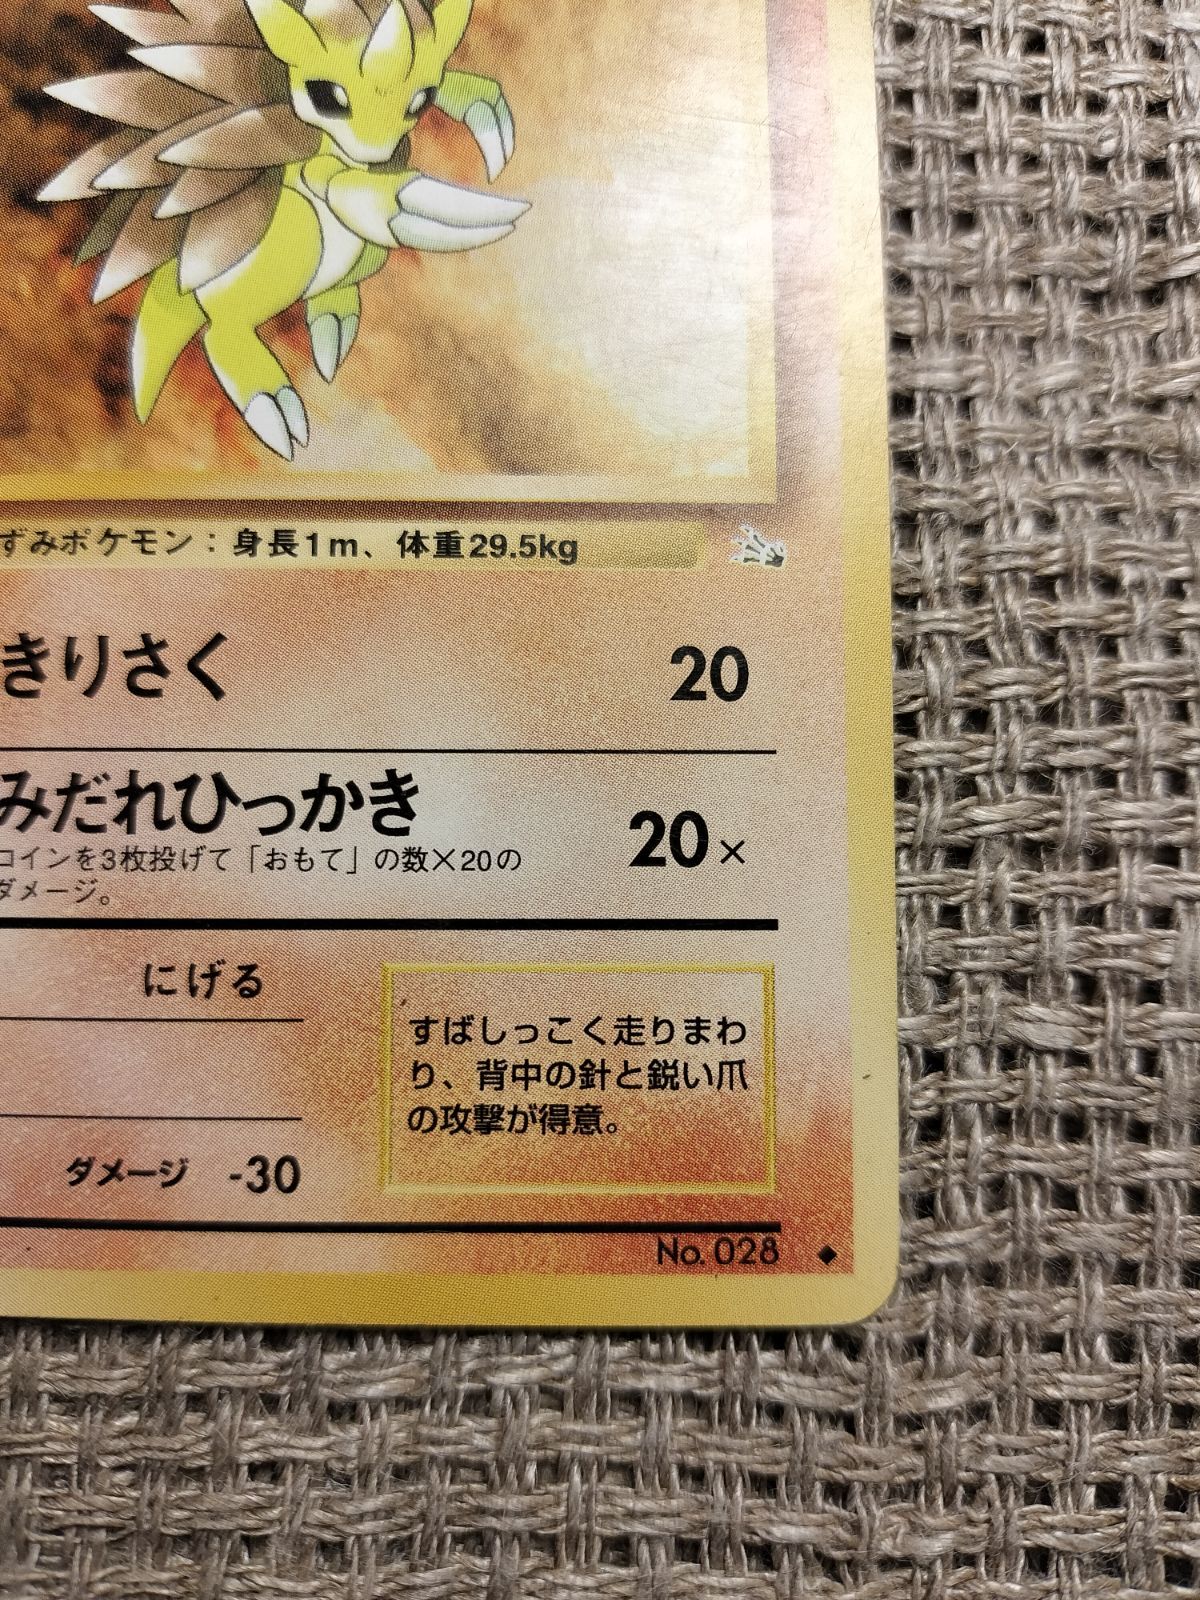 ずみポケモン：身長1m、体重29.5kg
きりさく 20
みだれひっかき 20×
コインを3枚投げて「おもて」の数×20の
ダメージ。
にげる
すばしっこく走りまわ
り、背中の針と鋭い爪
の攻撃が得意。
ダメージ -30
No.028 ◆